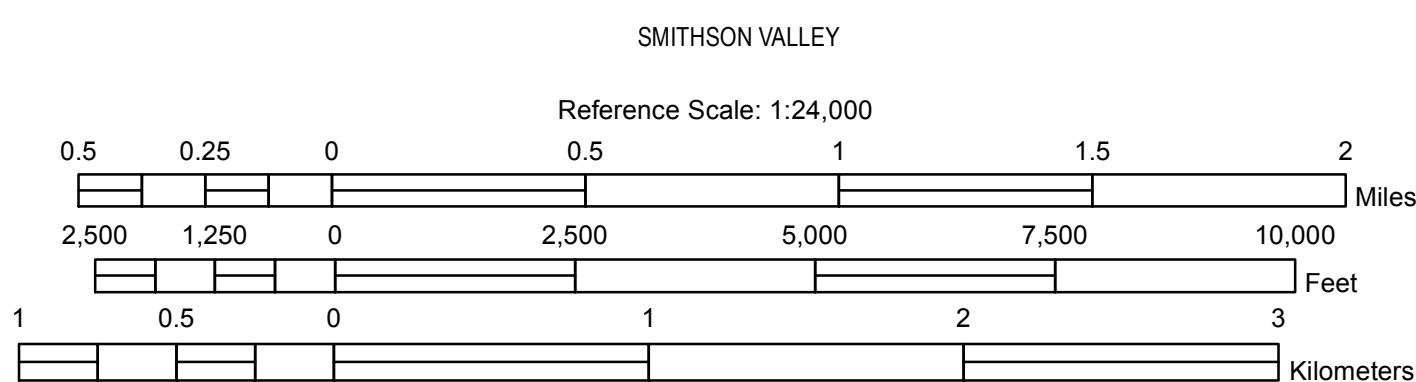 SMITHSON VALLEY
Reference Scale: 1:24,000
0.5 0.25 0 0.5 1 1.5 2
Miles
2,500 1,250 0 2,500 5,000 7,500 10,000
Feet
1 0.5 0 1 2 3
Kilometers